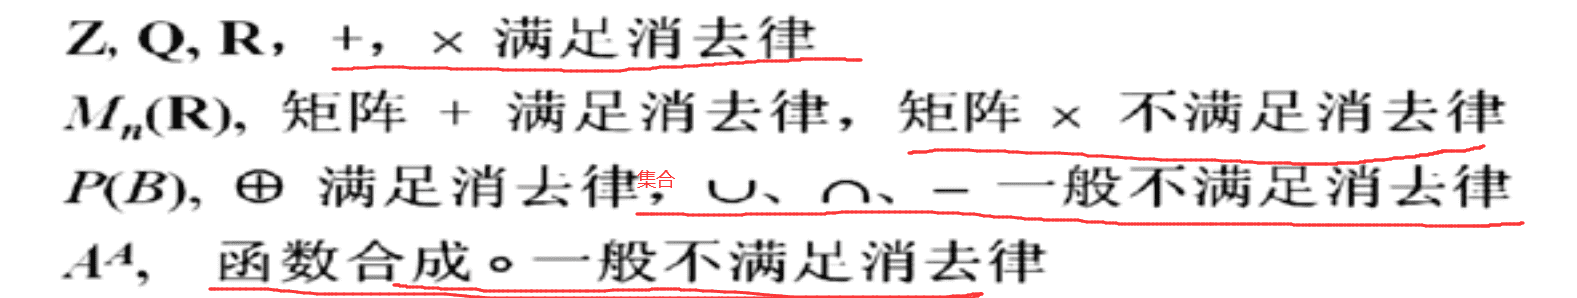 Z, Q, R，+，× 满足消去律
Mₙ(R), 矩阵 + 满足消去律，矩阵 × 不满足消去律
P(B), ⊕ 满足消去律，集合 ∪、∩、− 一般不满足消去律
Aᴬ, 函数合成∘一般不满足消去律